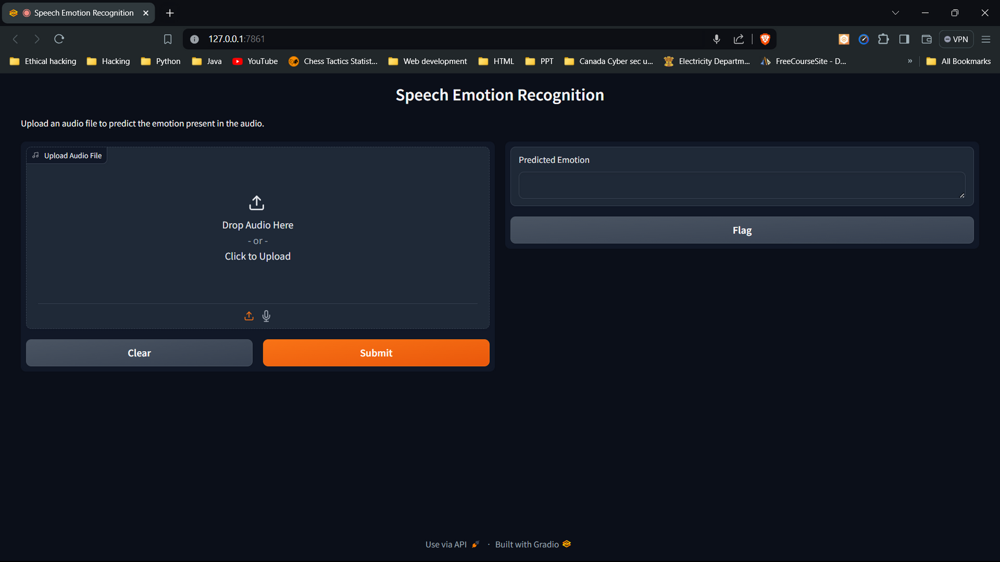 Speech Emotion Recognition
127.0.0.1:7861
VPN
Ethical hacking
Hacking
Python
Java
YouTube
Chess Tactics Statist...
Web development
HTML
PPT
Canada Cyber sec u...
Electricity Departm...
FreeCourseSite - D...
»
All Bookmarks
Speech Emotion Recognition
Upload an audio file to predict the emotion present in the audio.
Upload Audio File
Drop Audio Here
- or -
Click to Upload
Clear
Submit
Predicted Emotion
Flag
Use via API · Built with Gradio